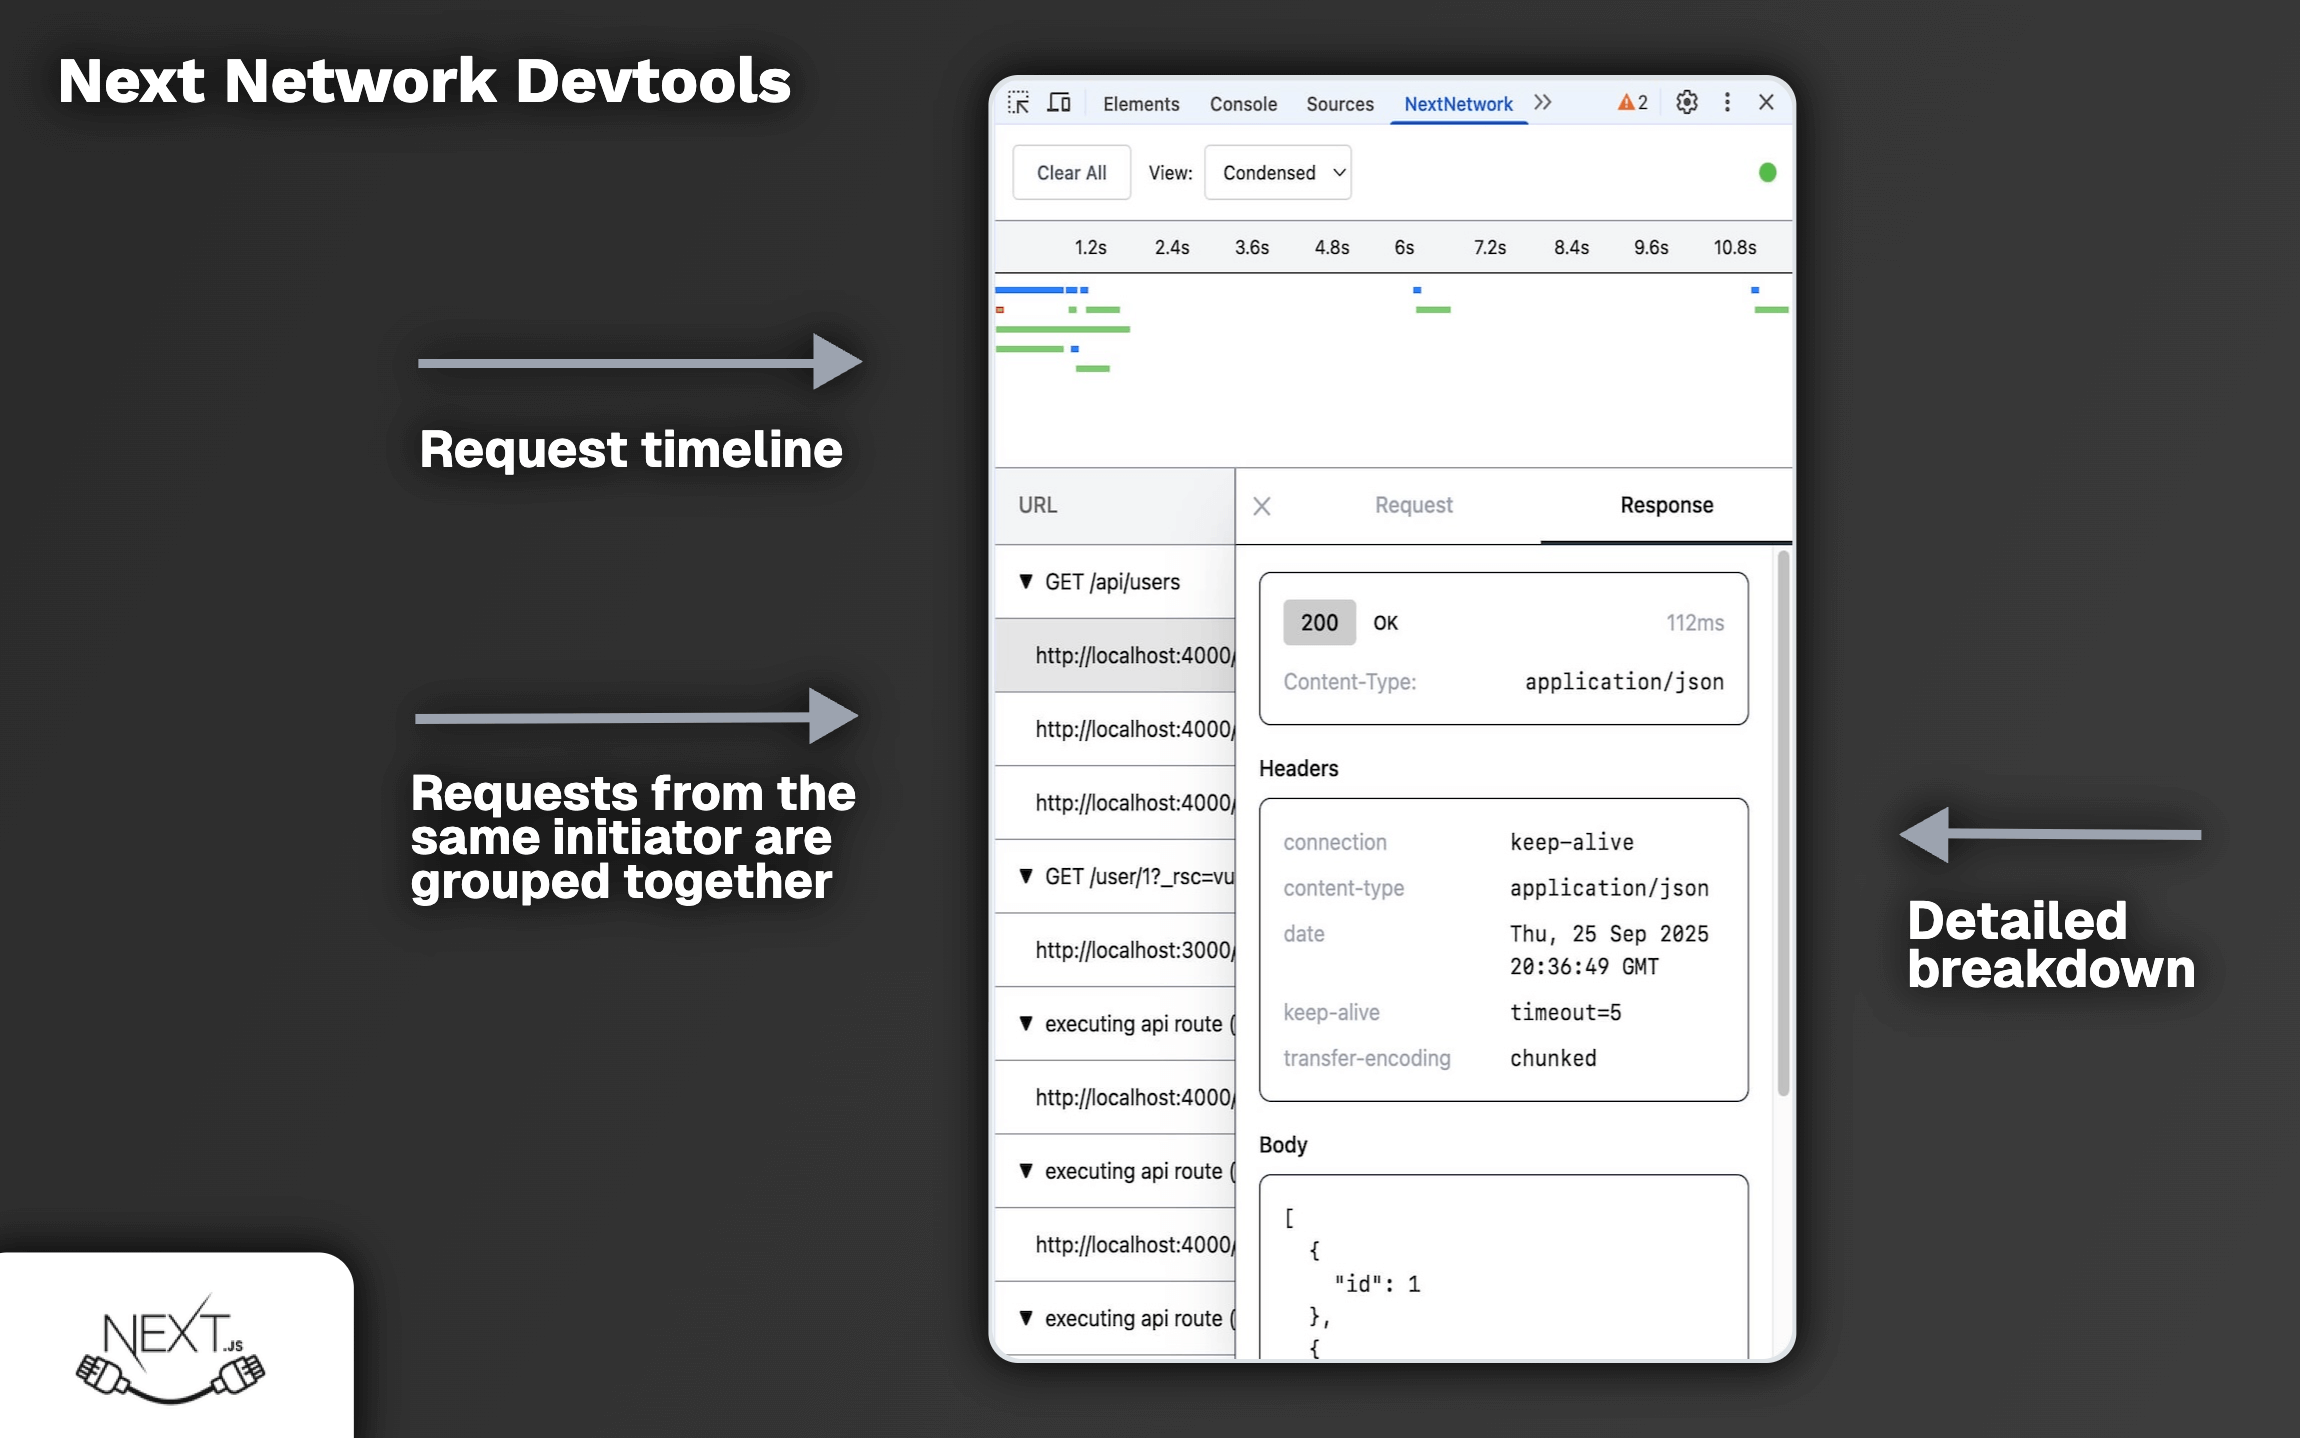 Next Network Devtools
Request timeline
Requests from the
same initiator are
grouped together
Elements Console Sources NextNetwork 2
Clear All View: Condensed
1.2s 2.4s 3.6s 4.8s 6s 7.2s 8.4s 9.6s 10.8s
URL
GET /api/users
http://localhost:4000/
http://localhost:4000/
http://localhost:4000/
GET /user/1?_rsc=vu
http://localhost:3000/
executing api route (
http://localhost:4000/
executing api route (
http://localhost:4000/
executing api route (
Request Response
200 OK 112ms
Content-Type: application/json
Headers
connection keep-alive
content-type application/json
date Thu, 25 Sep 2025
20:36:49 GMT
keep-alive timeout=5
transfer-encoding chunked
Body
[
{
"id": 1
},
{
Detailed
breakdown
NEXT.JS